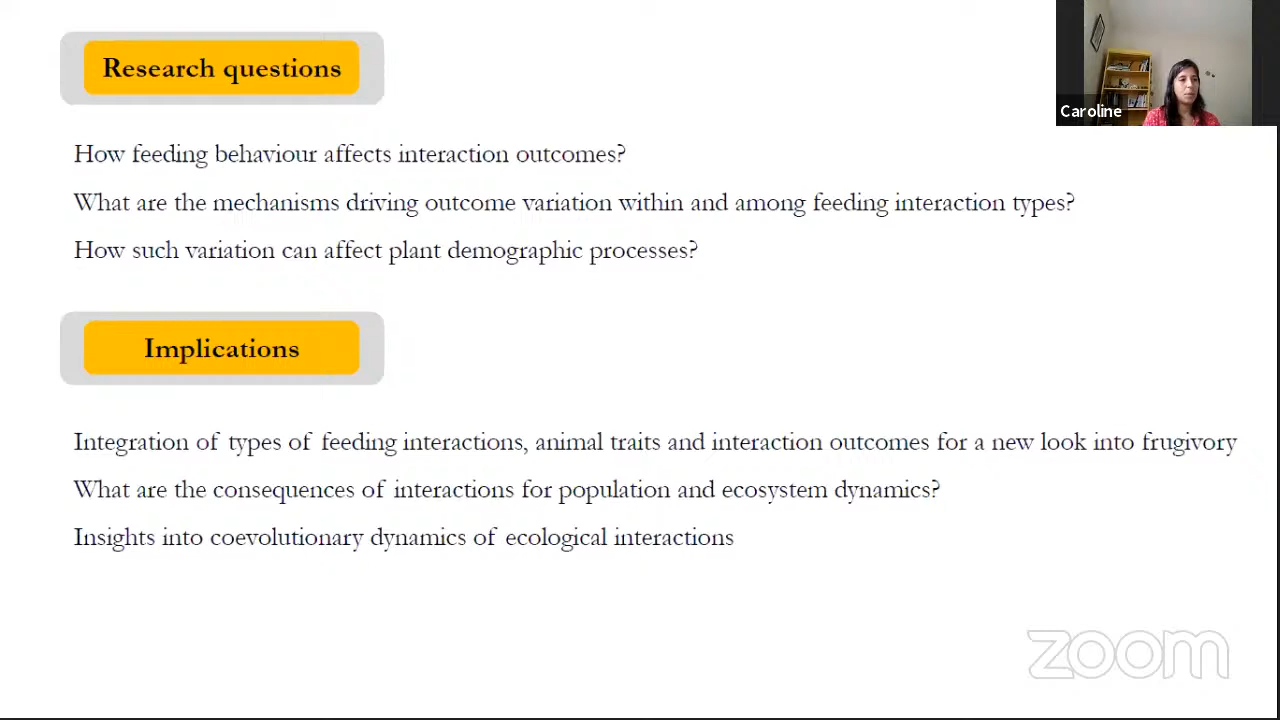 Research questions
Caroline
How feeding behaviour affects interaction outcomes?
What are the mechanisms driving outcome variation within and among feeding interaction types?
How such variation can affect plant demographic processes?
Implications
Integration of types of feeding interactions, animal traits and interaction outcomes for a new look into frugivory
What are the consequences of interactions for population and ecosystem dynamics?
Insights into coevolutionary dynamics of ecological interactions
zoom